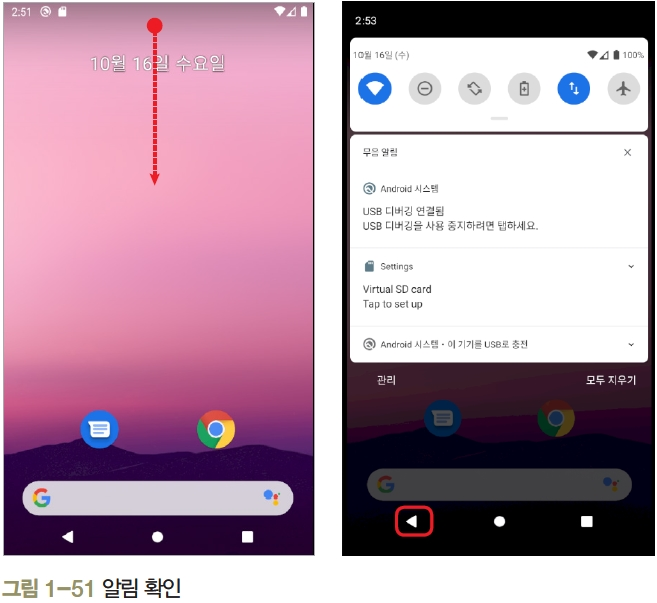 2:51
10월 16일 수요일
2:53
10월 16일 (수)
100%
무음 알림
Android 시스템
USB 디버깅 연결됨
USB 디버깅을 사용 중지하려면 탭하세요.
Settings
Virtual SD card
Tap to set up
Android 시스템 • 이 기기를 USB로 충전
관리
모두 지우기
그림 1-51 알림 확인